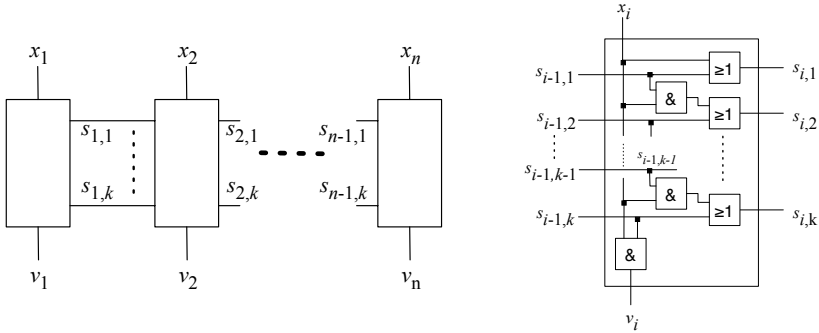 x1 x2 xn
s1,1 s2,1 sn-1,1
s1,k s2,k sn-1,k
v1 v2 vn
xi
si-1,1 ≥1 si,1
&
si-1,2 ≥1 si,2
si-1,k-1 si-1,k-1
& ≥1
si-1,k si,k
&
vi